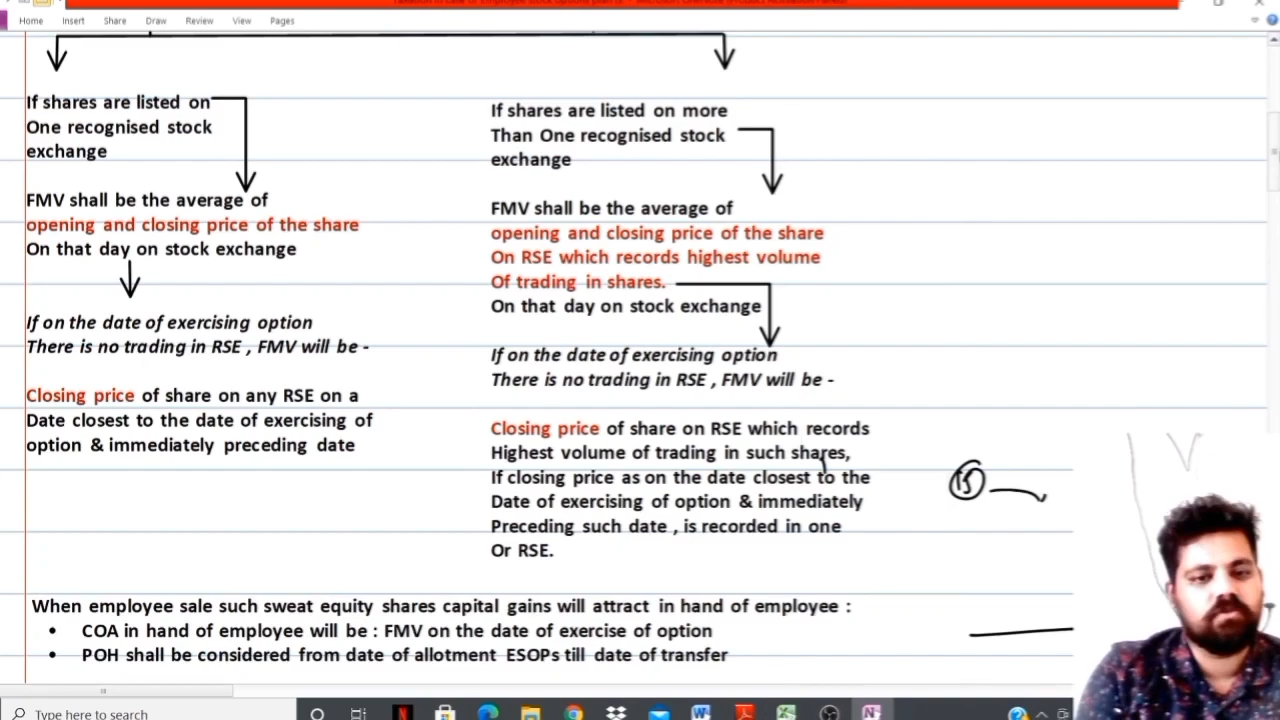 Home Insert Share Draw Review View Pages
If shares are listed on
One recognised stock
exchange
FMV shall be the average of
opening and closing price of the share
On that day on stock exchange
If on the date of exercising option
There is no trading in RSE , FMV will be -
Closing price of share on any RSE on a
Date closest to the date of exercising of
option & immediately preceding date
If shares are listed on more
Than One recognised stock
exchange
FMV shall be the average of
opening and closing price of the share
On RSE which records highest volume
Of trading in shares.
On that day on stock exchange
If on the date of exercising option
There is no trading in RSE , FMV will be -
Closing price of share on RSE which records
Highest volume of trading in such shares,
If closing price as on the date closest to the
Date of exercising of option & immediately
Preceding such date , is recorded in one
Or RSE.
15
When employee sale such sweat equity shares capital gains will attract in hand of employee :
• COA in hand of employee will be : FMV on the date of exercise of option
• POH shall be considered from date of allotment ESOPs till date of transfer
Type here to search